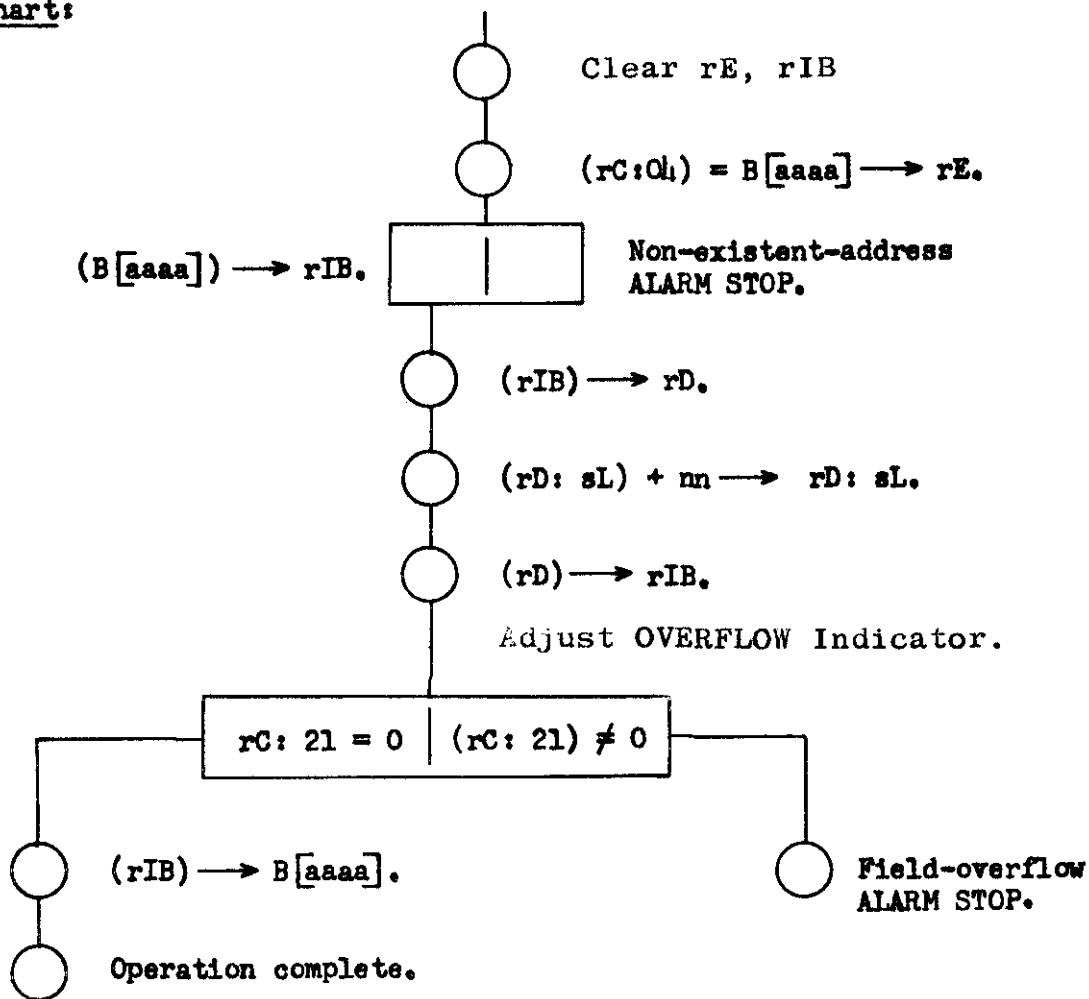 hart:
Clear rE, rIB
(rC:04) = B[aaaa] → rE.
(B[aaaa]) → rIB.
Non-existent-address
ALARM STOP.
(rIB) → rD.
(rD: sL) + nn → rD: sL.
(rD) → rIB.
Adjust OVERFLOW Indicator.
rC: 21 = 0 | (rC: 21) ≠ 0
(rIB) → B[aaaa].
Field-overflow
ALARM STOP.
Operation complete.